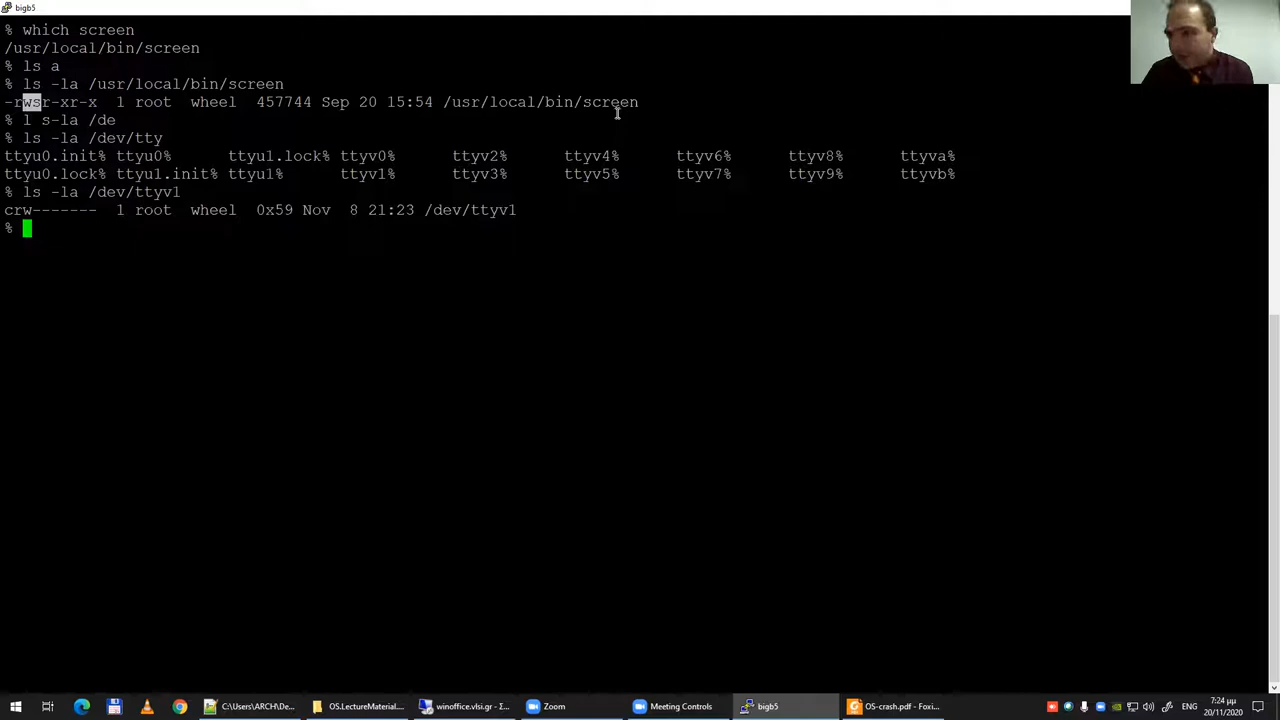 bigb5
% which screen
/usr/local/bin/screen
% ls a
% ls -la /usr/local/bin/screen
-rwsr-xr-x  1 root  wheel  457744 Sep 20 15:54 /usr/local/bin/screen
% l s-la /de
% ls -la /dev/tty
ttyu0.init% ttyu0%      ttyu1.lock% ttyv0%      ttyv2%      ttyv4%      ttyv6%      ttyv8%      ttyva%
ttyu0.lock% ttyu1.init% ttyu1%      ttyv1%      ttyv3%      ttyv5%      ttyv7%      ttyv9%      ttyvb%
% ls -la /dev/ttyv1
crw-------  1 root  wheel  0x59 Nov  8 21:23 /dev/ttyv1
%
C:\Users\ARCH\De... OS.LectureMaterial... winoffice.vlsi.gr - Σ... Zoom Meeting Controls bigb5 OS-crash.pdf - Foxi...
7:24 μμ
20/11/2020